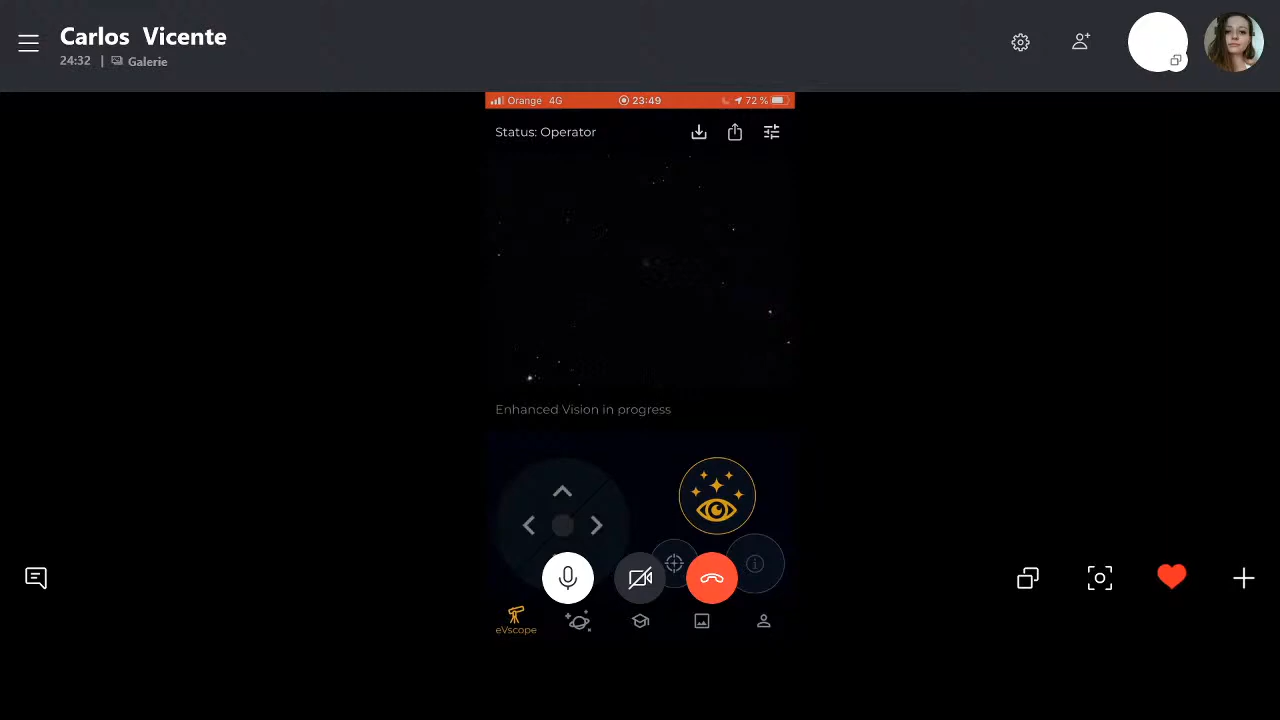 Carlos  Vicente
24:32 | Galerie
Orange 4G 23:49 72 %
Status: Operator
Enhanced Vision in progress
eVscope